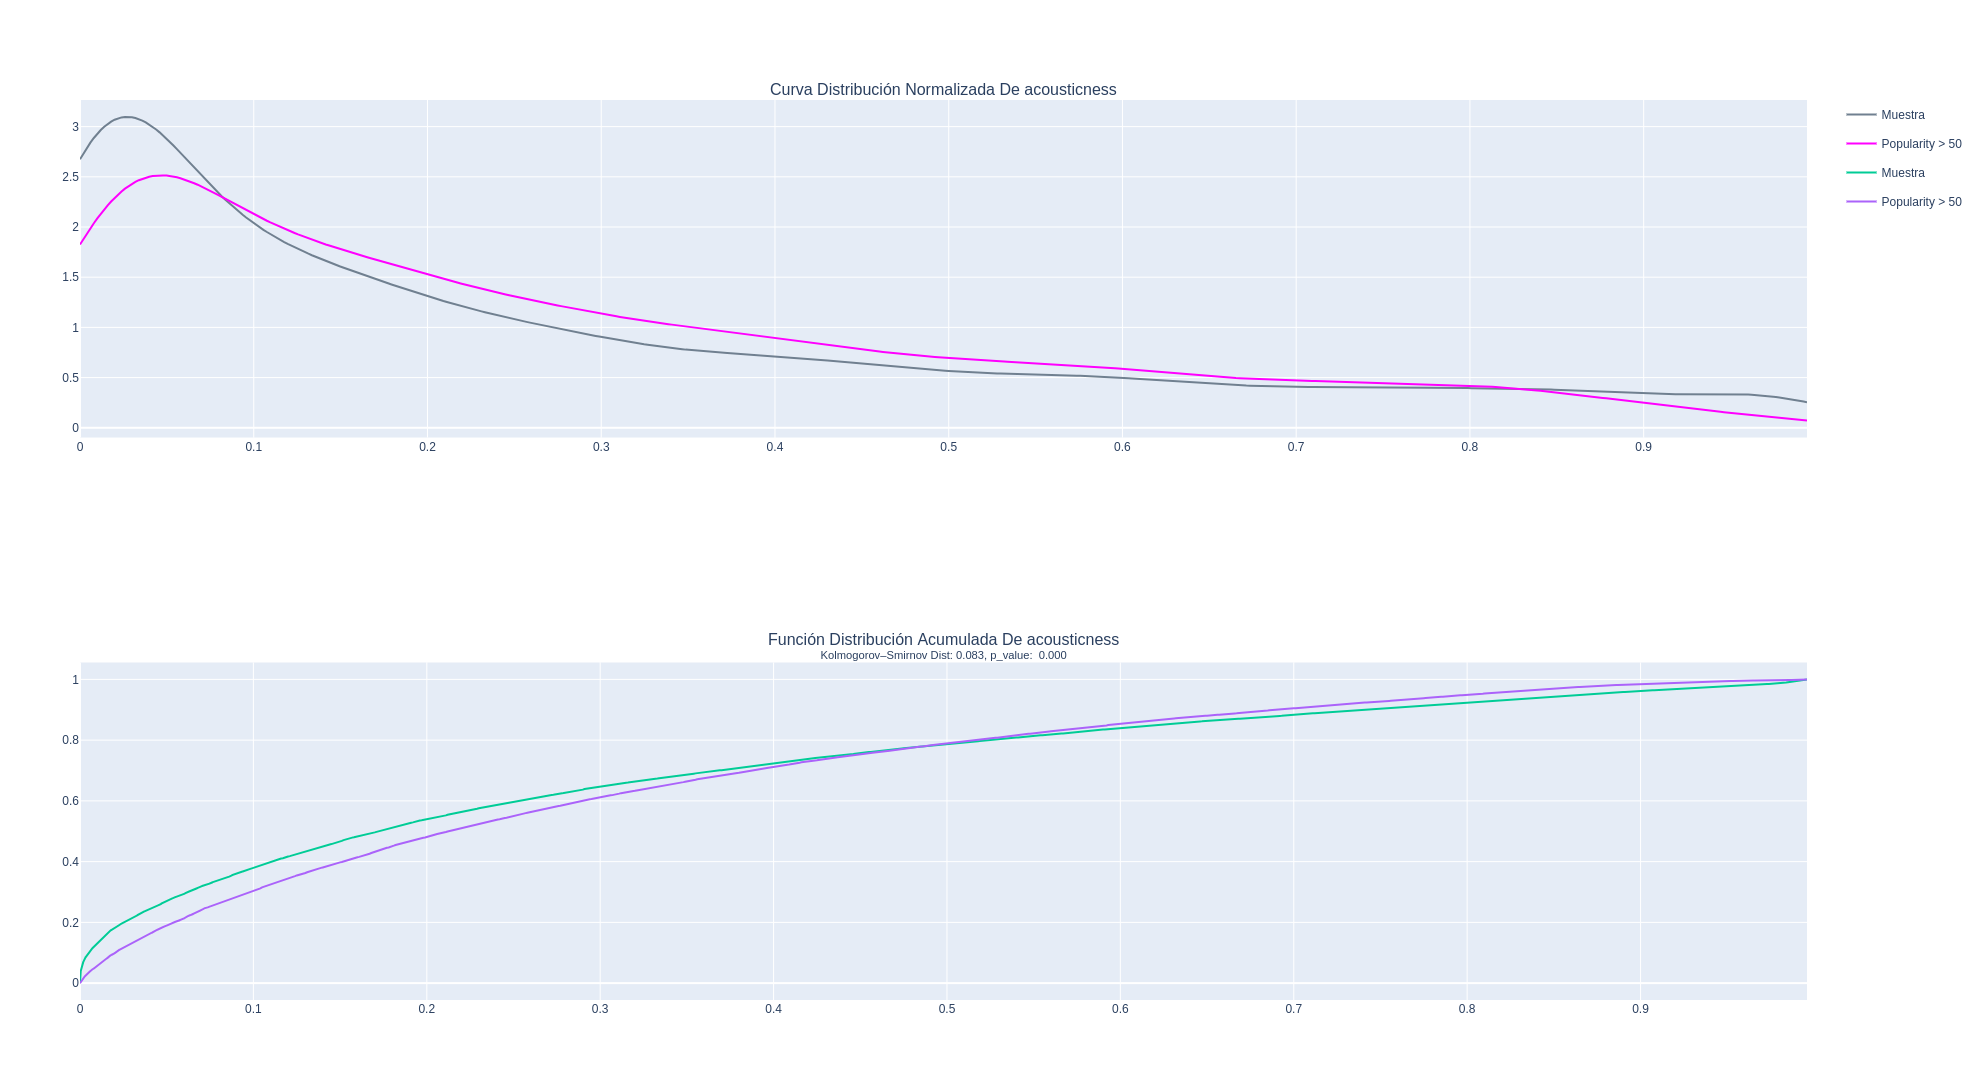 Curva Distribución Normalizada De acousticness
3
2.5
2
1.5
1
0.5
0
0 0.1 0.2 0.3 0.4 0.5 0.6 0.7 0.8 0.9
Muestra
Popularity > 50
Muestra
Popularity > 50
Función Distribución Acumulada De acousticness
Kolmogorov–Smirnov Dist: 0.083, p_value:  0.000
1
0.8
0.6
0.4
0.2
0
0 0.1 0.2 0.3 0.4 0.5 0.6 0.7 0.8 0.9